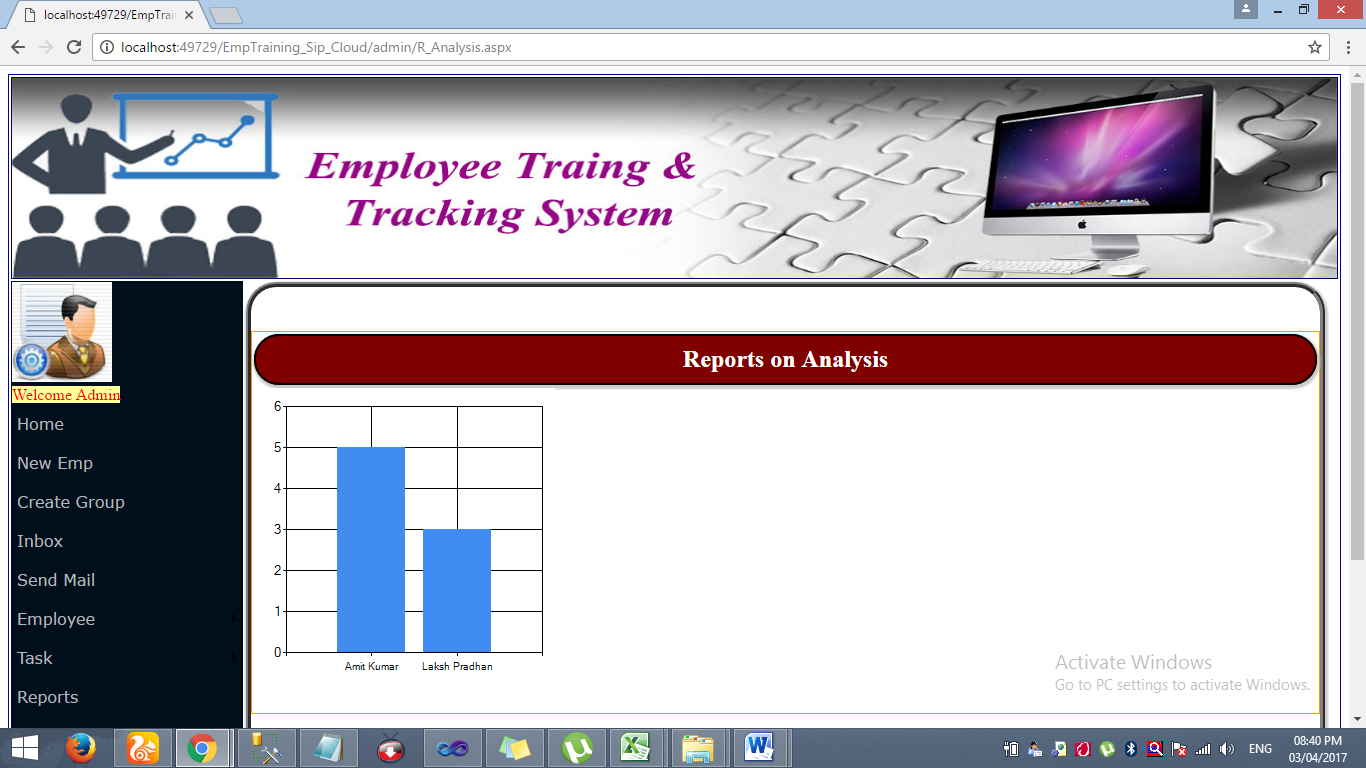 localhost:49729/EmpTrai
localhost:49729/EmpTraining_Sip_Cloud/admin/R_Analysis.aspx
Employee Traing &
Tracking System
Welcome Admin
Home
New Emp
Create Group
Inbox
Send Mail
Employee
Task
Reports
Reports on Analysis
6
5
4
3
2
1
0
Amit Kumar
Laksh Pradhan
Activate Windows
Go to PC settings to activate Windows.
ENG
08:40 PM
03/04/2017